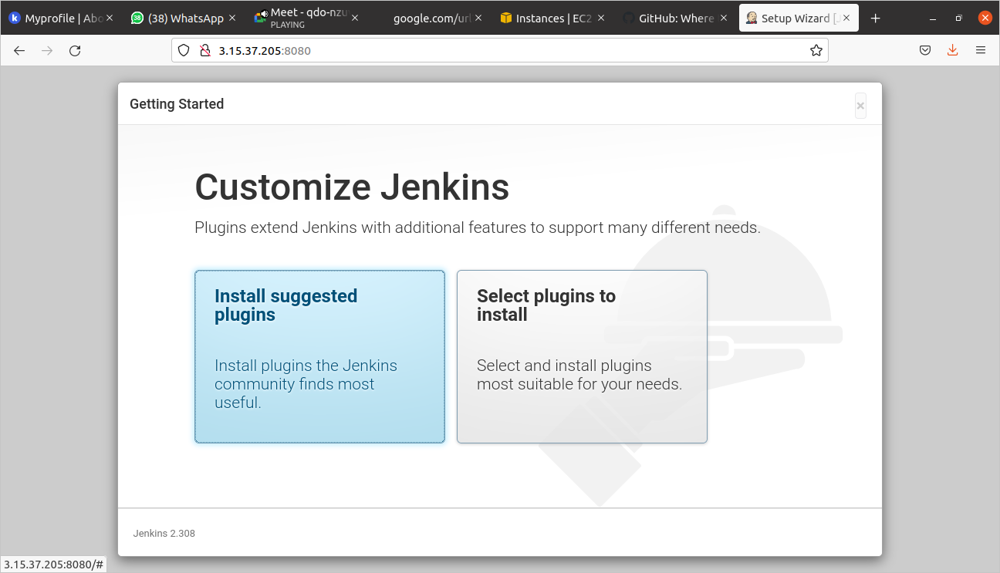 Myprofile | Abo
38
(38) WhatsApp
Meet - qdo-nzu
PLAYING
google.com/url
Instances | EC2
GitHub: Where
Setup Wizard [J
3.15.37.205:8080
Getting Started
Customize Jenkins
Plugins extend Jenkins with additional features to support many different needs.
Install suggested
plugins
Install plugins the Jenkins
community finds most
useful.
Select plugins to
install
Select and install plugins
most suitable for your needs.
Jenkins 2.308
3.15.37.205:8080/#